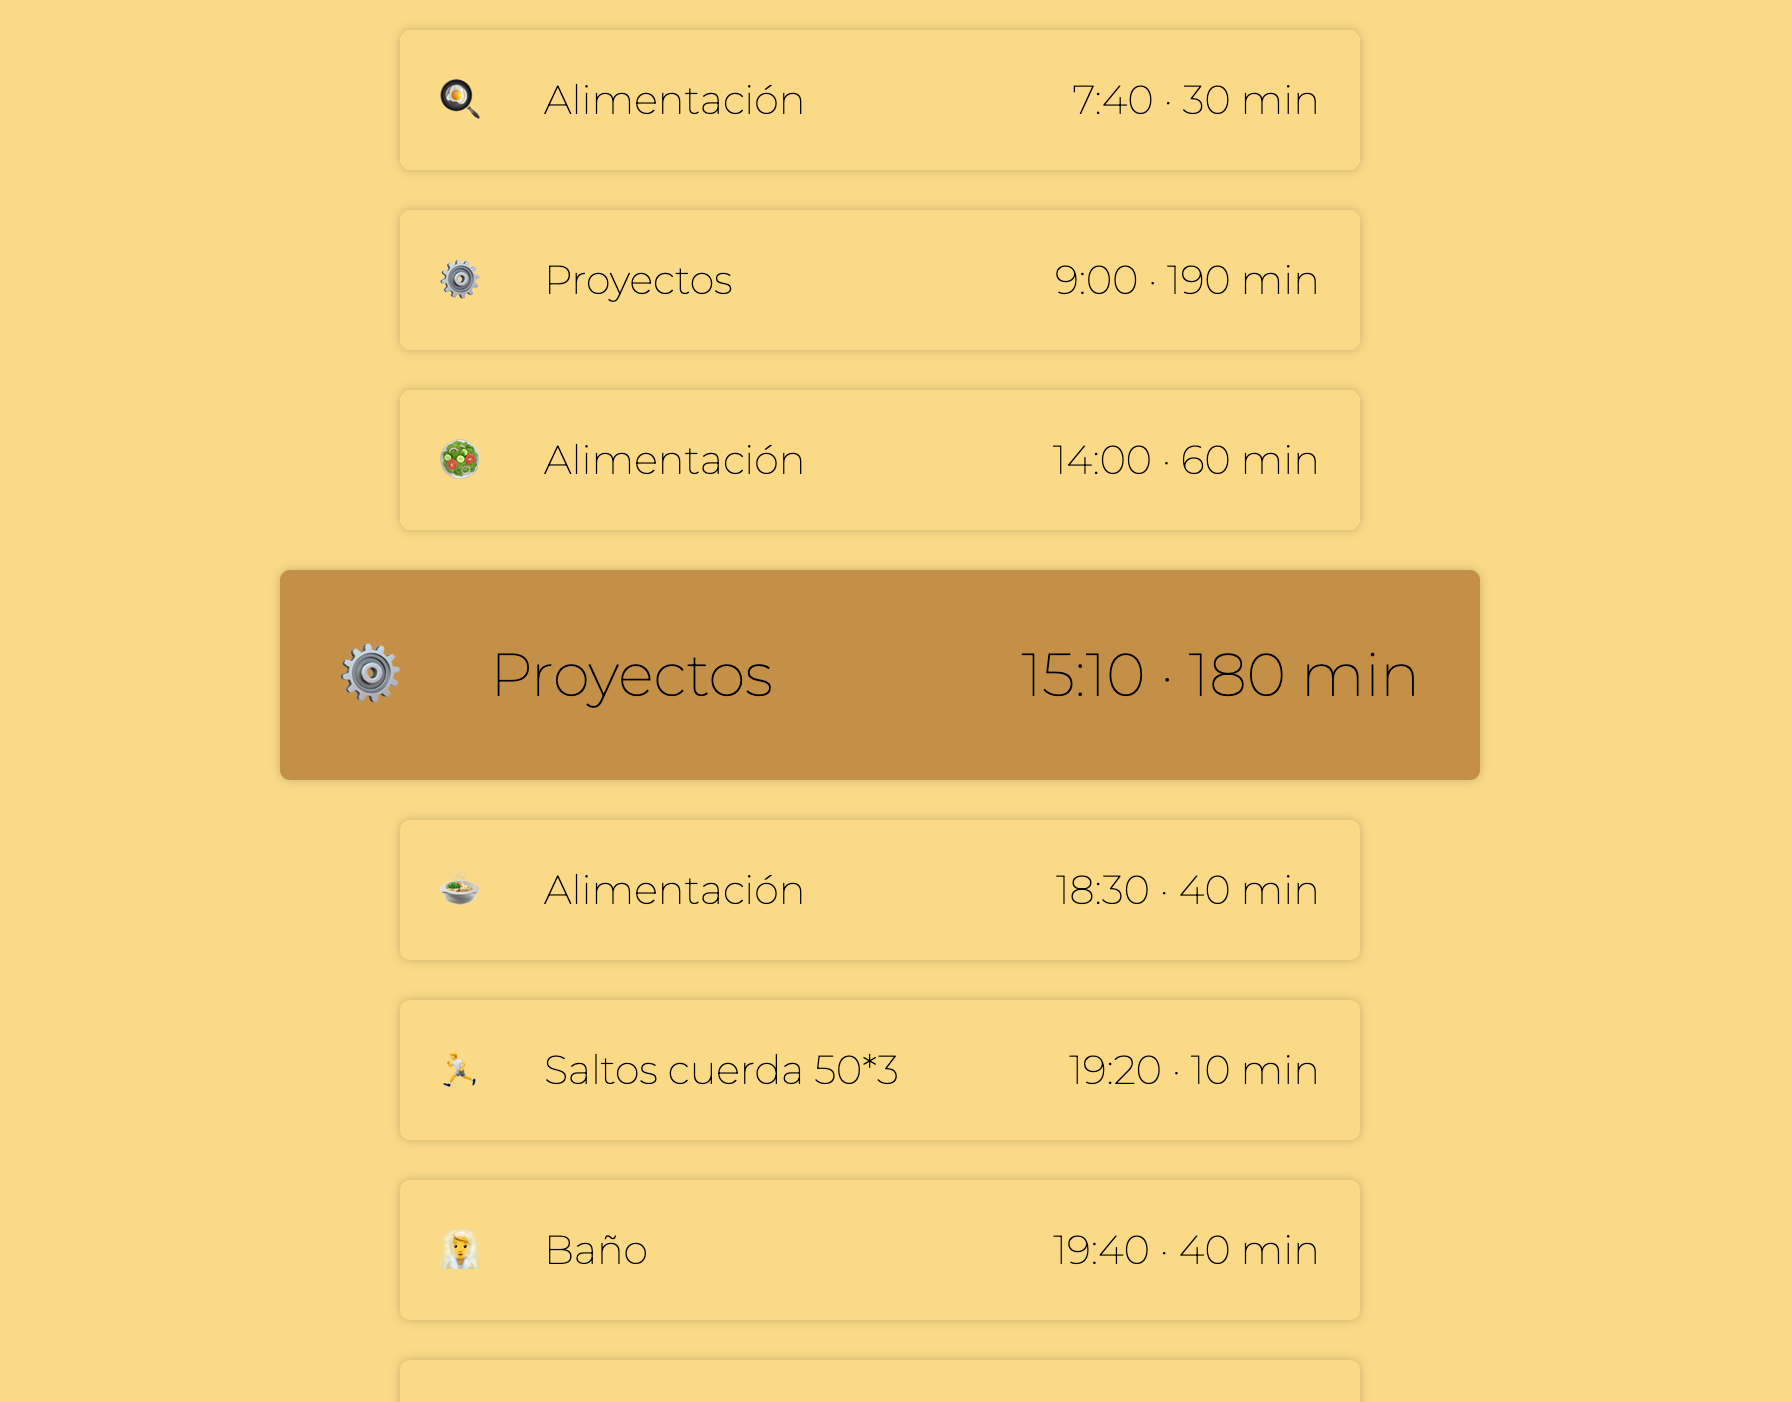 Alimentación 7:40 · 30 min
Proyectos 9:00 · 190 min
Alimentación 14:00 · 60 min
Proyectos 15:10 · 180 min
Alimentación 18:30 · 40 min
Saltos cuerda 50*3 19:20 · 10 min
Baño 19:40 · 40 min